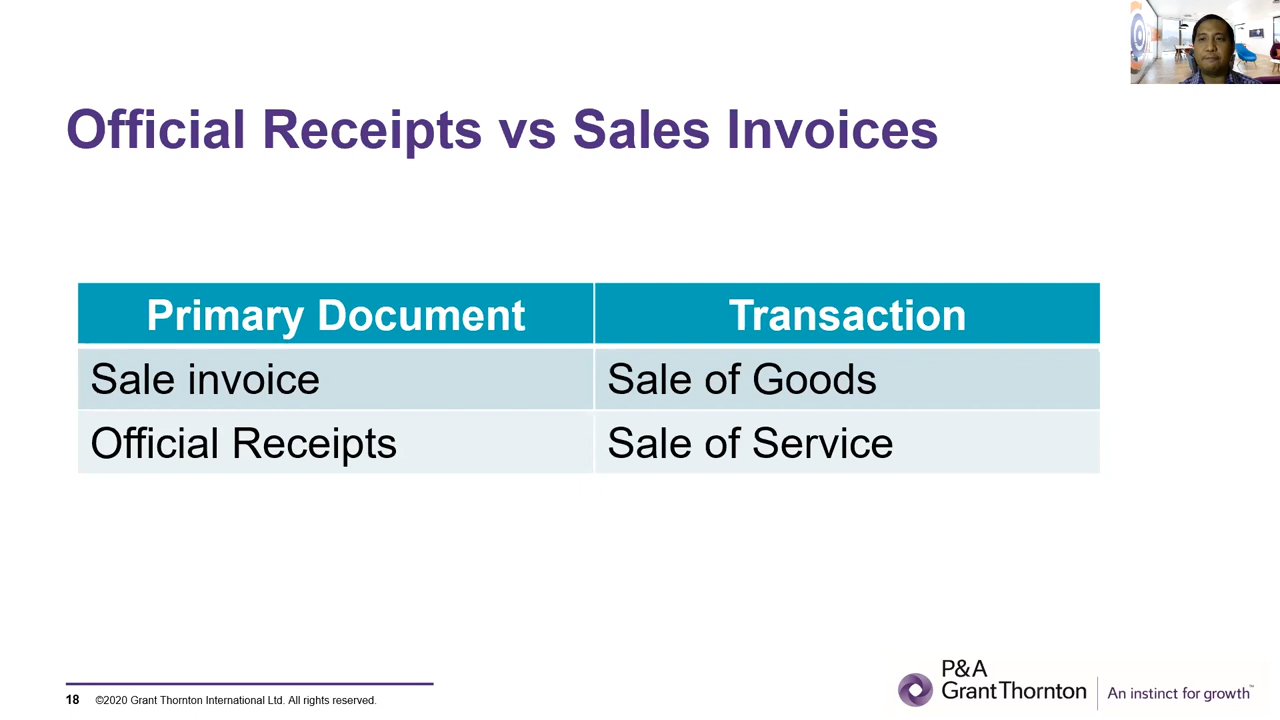 Official Receipts vs Sales Invoices
Primary Document Transaction
Sale invoice Sale of Goods
Official Receipts Sale of Service
18 ©2020 Grant Thornton International Ltd. All rights reserved.
P&A
Grant Thornton
An instinct for growth™